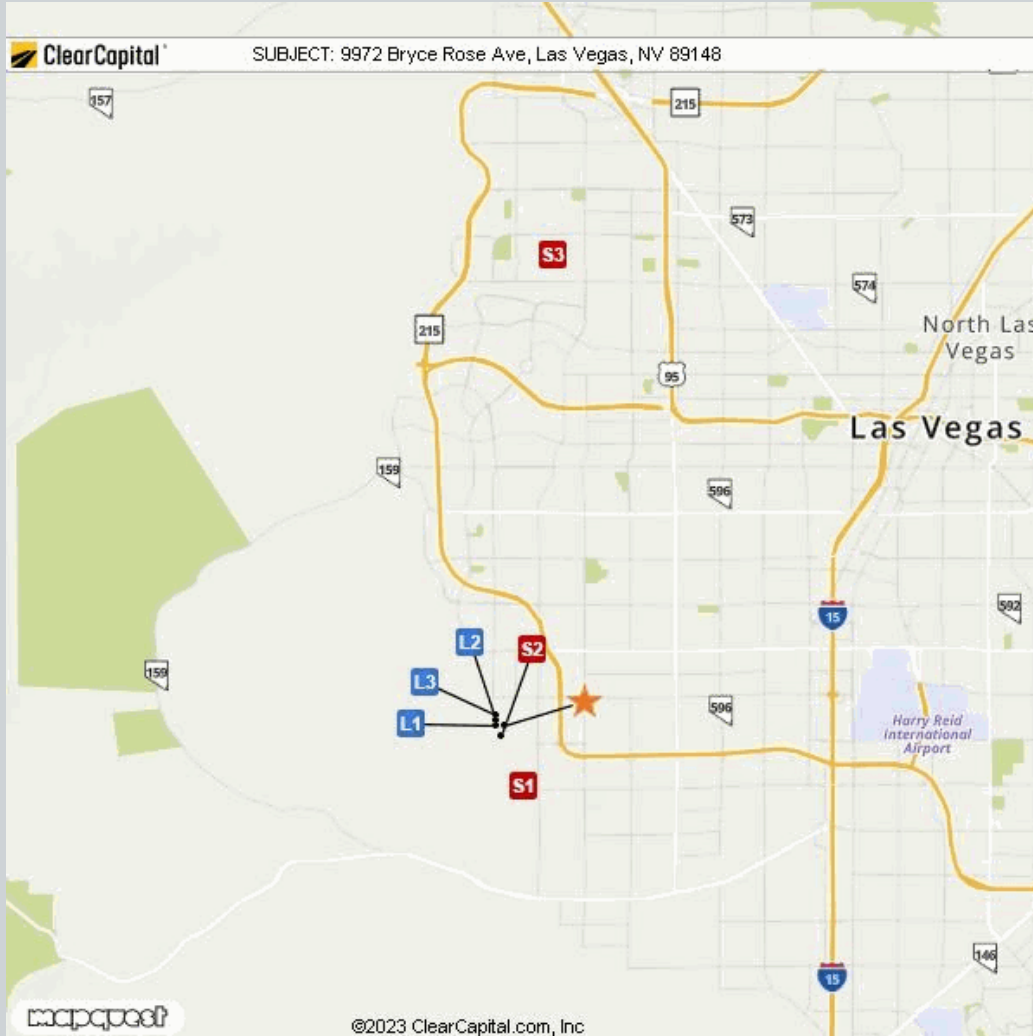 ClearCapital
SUBJECT: 9972 Bryce Rose Ave, Las Vegas, NV 89148
157
215
573
S3
574
215
North Las
Vegas
95
Las Vegas
159
596
592
15
L2
S2
159
L3
L1
596
Harry Reid
International
Airport
S1
146
15
mapquest
©2023 ClearCapital.com, Inc